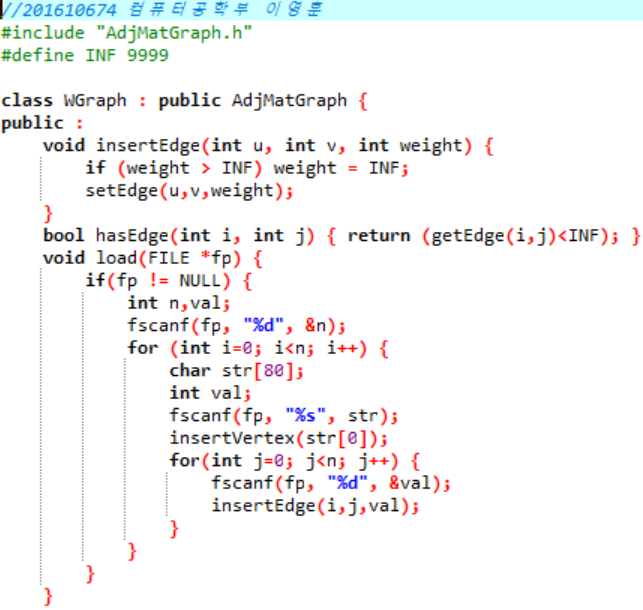 //201610674 컴퓨터공학부 이영훈
#include "AdjMatGraph.h"
#define INF 9999

class WGraph : public AdjMatGraph {
public :
    void insertEdge(int u, int v, int weight) {
        if (weight > INF) weight = INF;
        setEdge(u,v,weight);
    }
    bool hasEdge(int i, int j) { return (getEdge(i,j)<INF); }
    void load(FILE *fp) {
        if(fp != NULL) {
            int n,val;
            fscanf(fp, "%d", &n);
            for (int i=0; i<n; i++) {
                char str[80];
                int val;
                fscanf(fp, "%s", str);
                insertVertex(str[0]);
                for(int j=0; j<n; j++) {
                    fscanf(fp, "%d", &val);
                    insertEdge(i,j,val);
                }
            }
        }
    }